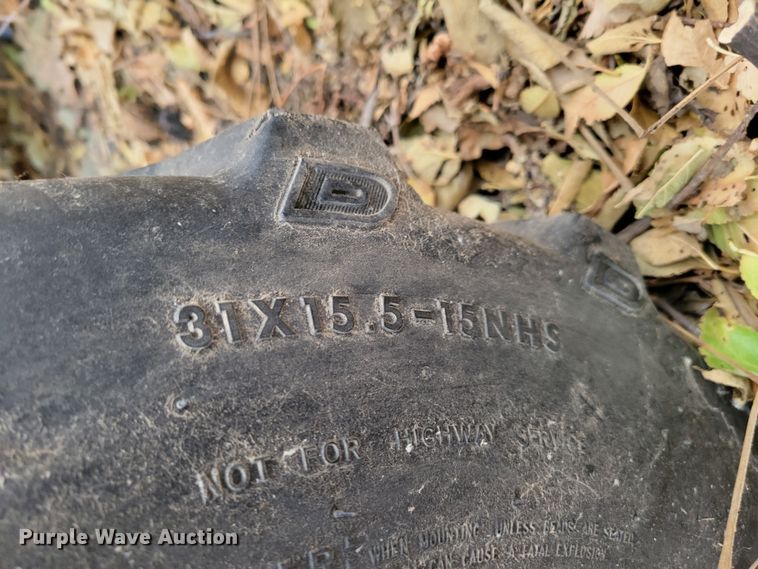 D
D
31X15.5-15NHS
NOT FOR HIGHWAY SERVICE
WHEN MOUNTING, UNLESS BEADS ARE SEATED
CAN CAUSE A FATAL EXPLOSION
Purple Wave Auction